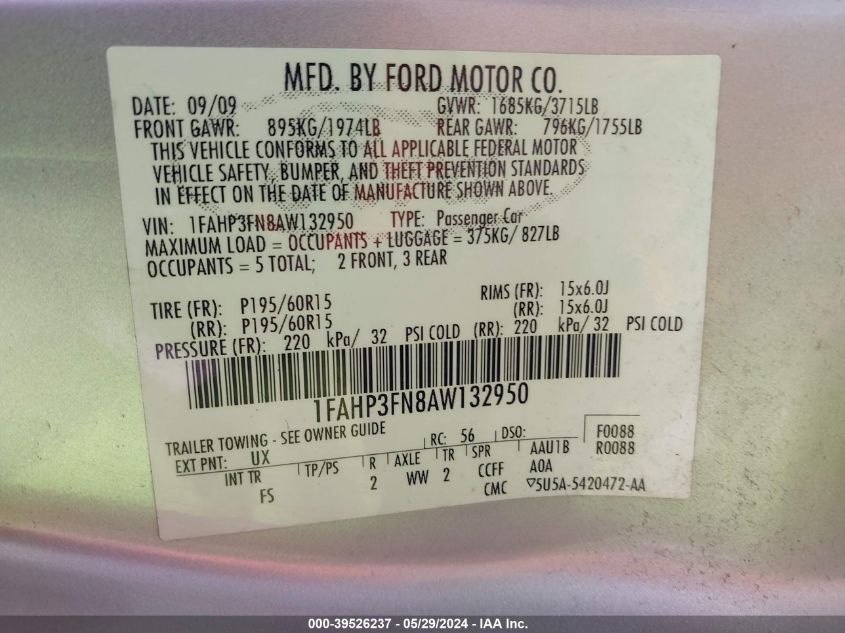 MFD. BY FORD MOTOR CO.
DATE: 09/09 GVWR: 1685KG/3715LB
FRONT GAWR: 895KG/1974LB REAR GAWR: 796KG/1755LB
THIS VEHICLE CONFORMS TO ALL APPLICABLE FEDERAL MOTOR
VEHICLE SAFETY, BUMPER, AND THEFT PREVENTION STANDARDS
IN EFFECT ON THE DATE OF MANUFACTURE SHOWN ABOVE.
VIN: 1FAHP3FN8AW132950 TYPE: Passenger Car
MAXIMUM LOAD = OCCUPANTS + LUGGAGE = 375KG/ 827LB
OCCUPANTS = 5 TOTAL; 2 FRONT, 3 REAR
TIRE (FR): P195/60R15 RIMS (FR): 15x6.0J
(RR): P195/60R15 (RR): 15x6.0J
PRESSURE (FR): 220 kPa/ 32 PSI COLD (RR): 220 kPa/ 32 PSI COLD
1FAHP3FN8AW132950
TRAILER TOWING - SEE OWNER GUIDE RC: 56 DSO: F0088
EXT PNT: UX AAU1B R0088
INT TR TP/PS R AXLE TR SPR AOA
FS 2 WW 2 CCFF
CMC ▽5U5A-5420472-AA
000-39526237 - 05/29/2024 - IAA Inc.